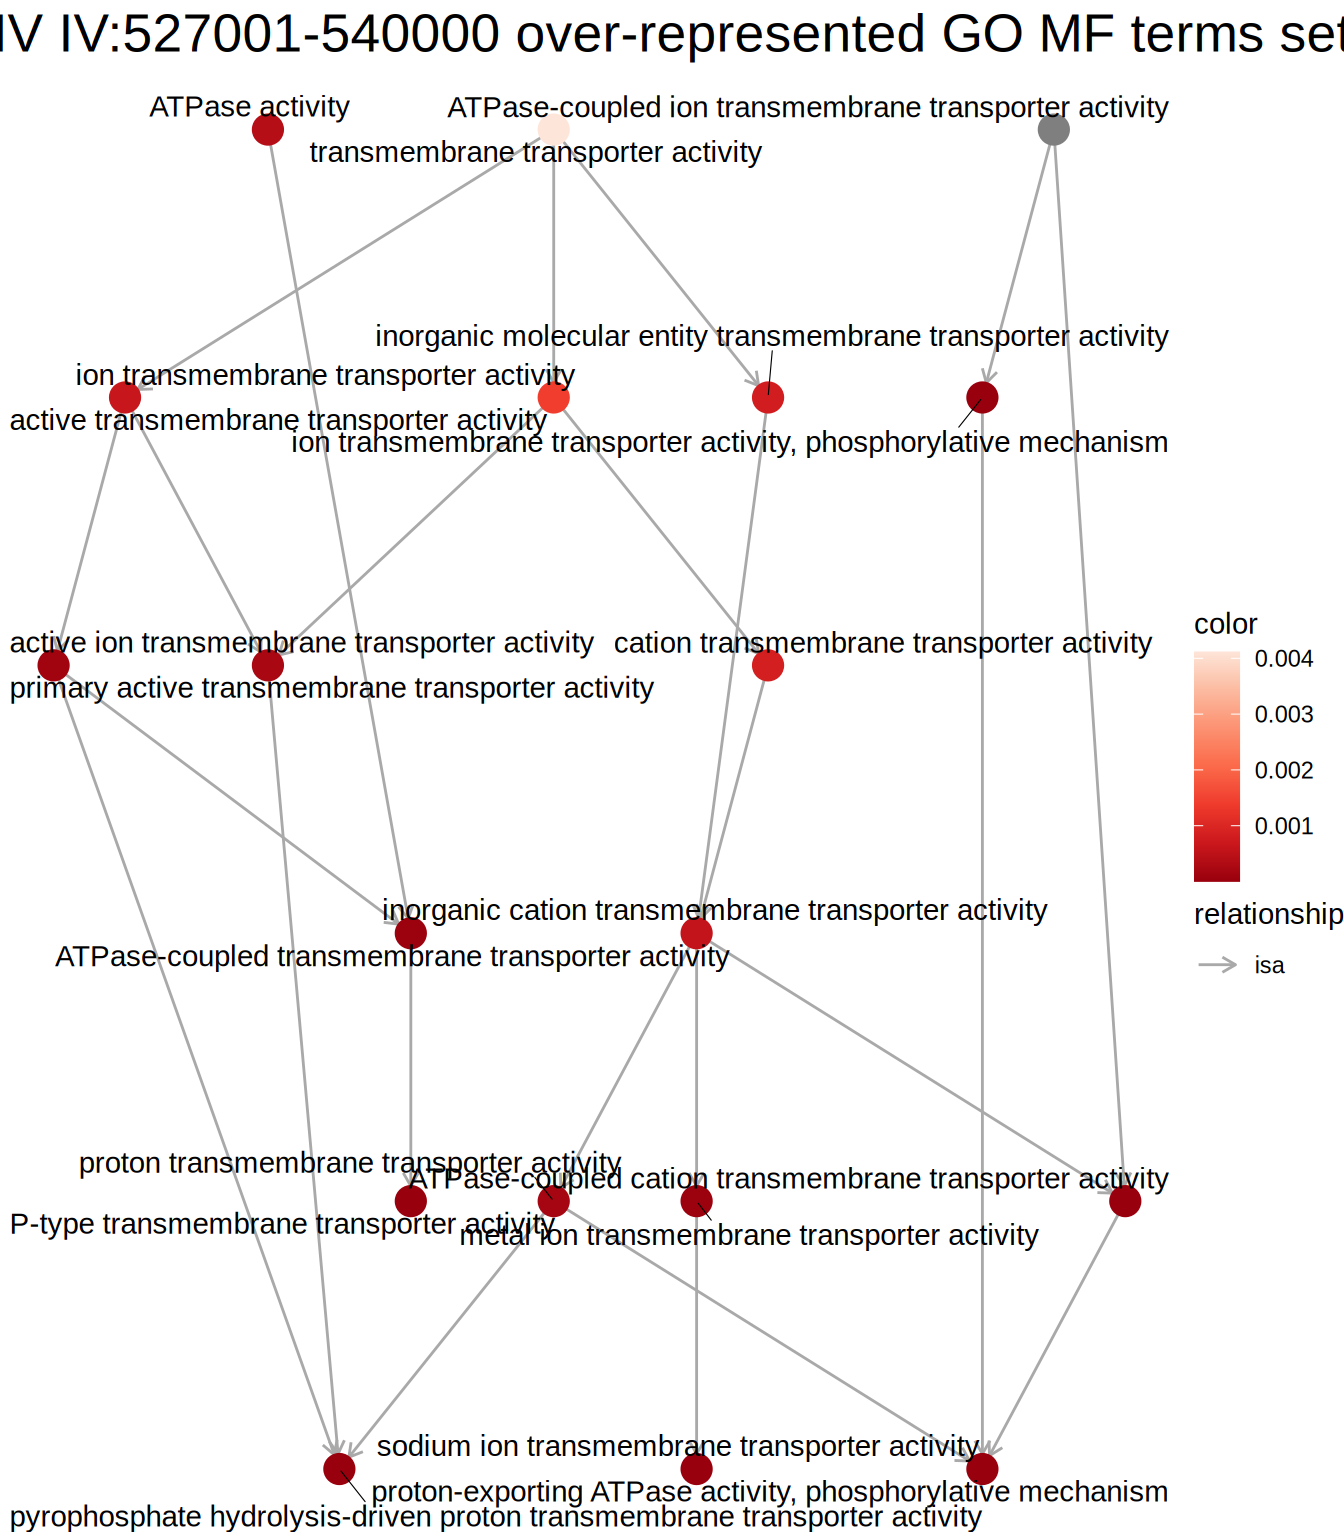 IV IV:527001-540000 over-represented GO MF terms set
ATPase activity
ATPase-coupled ion transmembrane transporter activity
transmembrane transporter activity
inorganic molecular entity transmembrane transporter activity
ion transmembrane transporter activity
active transmembrane transporter activity
ion transmembrane transporter activity, phosphorylative mechanism
active ion transmembrane transporter activity
cation transmembrane transporter activity
primary active transmembrane transporter activity
inorganic cation transmembrane transporter activity
ATPase-coupled transmembrane transporter activity
proton transmembrane transporter activity
ATPase-coupled cation transmembrane transporter activity
P-type transmembrane transporter activity
metal ion transmembrane transporter activity
sodium ion transmembrane transporter activity
proton-exporting ATPase activity, phosphorylative mechanism
pyrophosphate hydrolysis-driven proton transmembrane transporter activity
color
0.004
0.003
0.002
0.001
relationship
isa